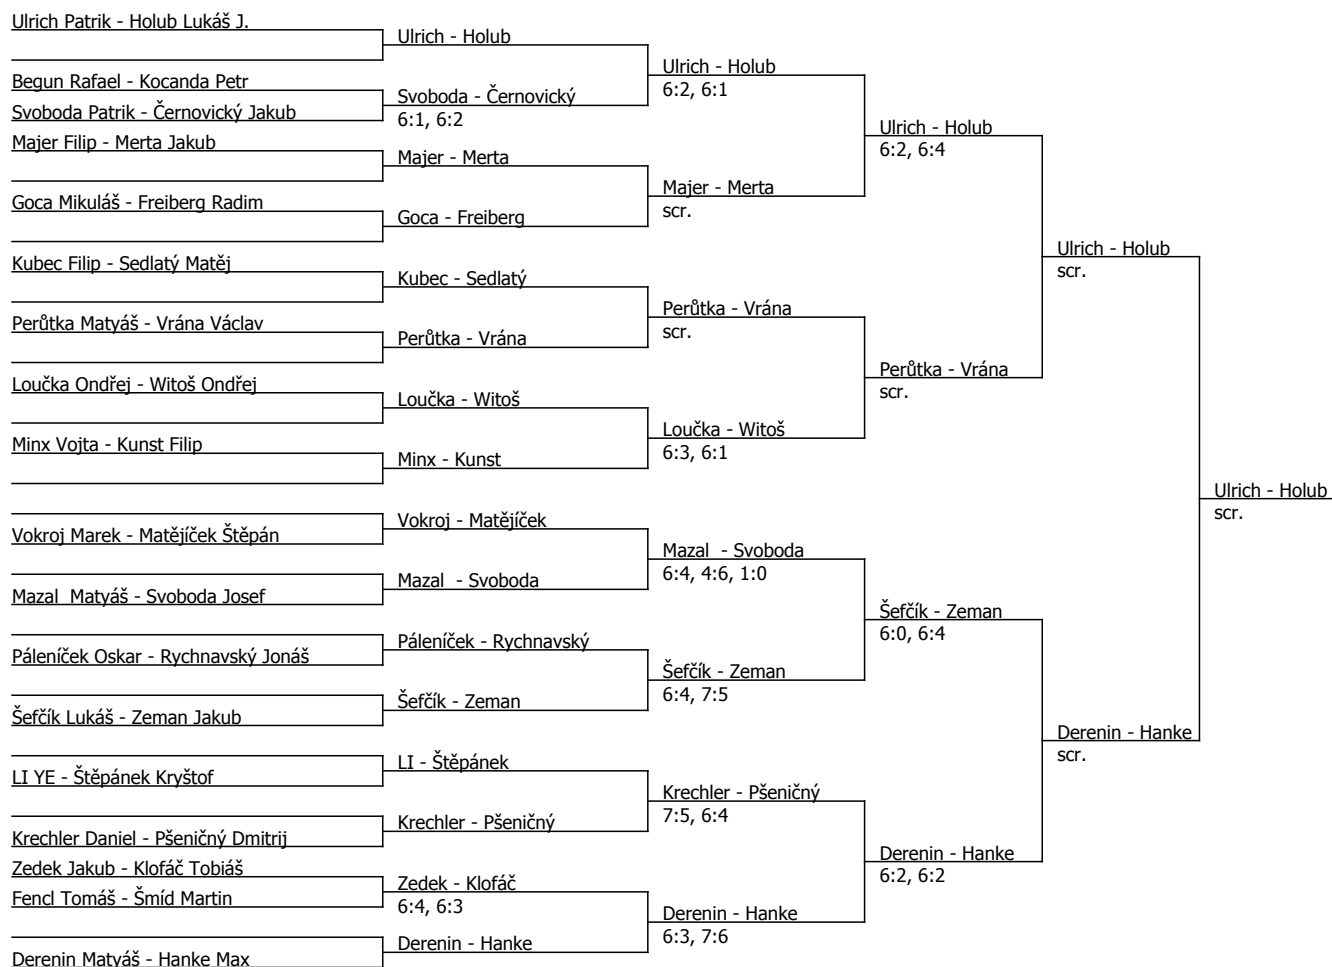 Ulrich Patrik - Holub Lukáš J.
Begun Rafael - Kocanda Petr
Svoboda Patrik - Černovický Jakub
Majer Filip - Merta Jakub
Goca Mikuláš - Freiberg Radim
Kubec Filip - Sedlatý Matěj
Perůtka Matyáš - Vrána Václav
Loučka Ondřej - Witoš Ondřej
Minx Vojta - Kunst Filip
Vokroj Marek - Matějíček Štěpán
Mazal  Matyáš - Svoboda Josef
Páleníček Oskar - Rychnavský Jonáš
Šefčík Lukáš - Zeman Jakub
LI YE - Štěpánek Kryštof
Krechler Daniel - Pšeničný Dmitrij
Zedek Jakub - Klofáč Tobiáš
Fencl Tomáš - Šmíd Martin
Derenin Matyáš - Hanke Max
Ulrich - Holub
Svoboda - Černovický
6:1, 6:2
Majer - Merta
Goca - Freiberg
Kubec - Sedlatý
Perůtka - Vrána
Loučka - Witoš
Minx - Kunst
Vokroj - Matějíček
Mazal  - Svoboda
Páleníček - Rychnavský
Šefčík - Zeman
LI - Štěpánek
Krechler - Pšeničný
Zedek - Klofáč
6:4, 6:3
Derenin - Hanke
Ulrich - Holub
6:2, 6:1
Majer - Merta
scr.
Perůtka - Vrána
scr.
Loučka - Witoš
6:3, 6:1
Mazal  - Svoboda
6:4, 4:6, 1:0
Šefčík - Zeman
6:4, 7:5
Krechler - Pšeničný
7:5, 6:4
Derenin - Hanke
6:3, 7:6
Ulrich - Holub
6:2, 6:4
Perůtka - Vrána
scr.
Šefčík - Zeman
6:0, 6:4
Derenin - Hanke
6:2, 6:2
Ulrich - Holub
scr.
Derenin - Hanke
scr.
Ulrich - Holub
scr.